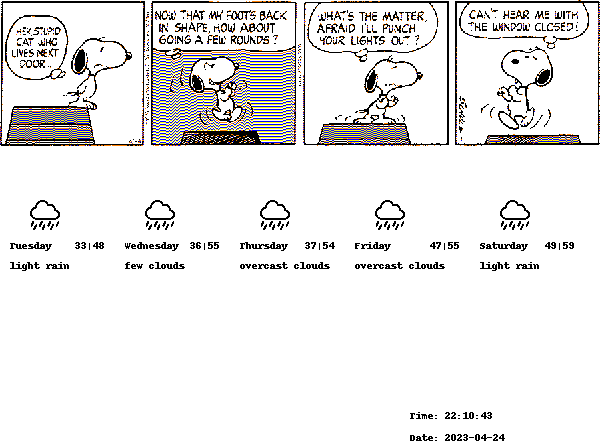 HEY, STUPID
CAT WHO
LIVES NEXT
DOOR...
NOW THAT MY FOOT'S BACK
IN SHAPE, HOW ABOUT
GOING A FEW ROUNDS?
WHAT'S THE MATTER,
AFRAID I'LL PUNCH
YOUR LIGHTS OUT?
CAN'T HEAR ME WITH
THE WINDOW CLOSED!
Tuesday 33|48
light rain
Wednesday 36|55
few clouds
Thursday 37|54
overcast clouds
Friday 47|55
overcast clouds
Saturday 49|59
light rain
Time: 22:10:43
Date: 2023-04-24